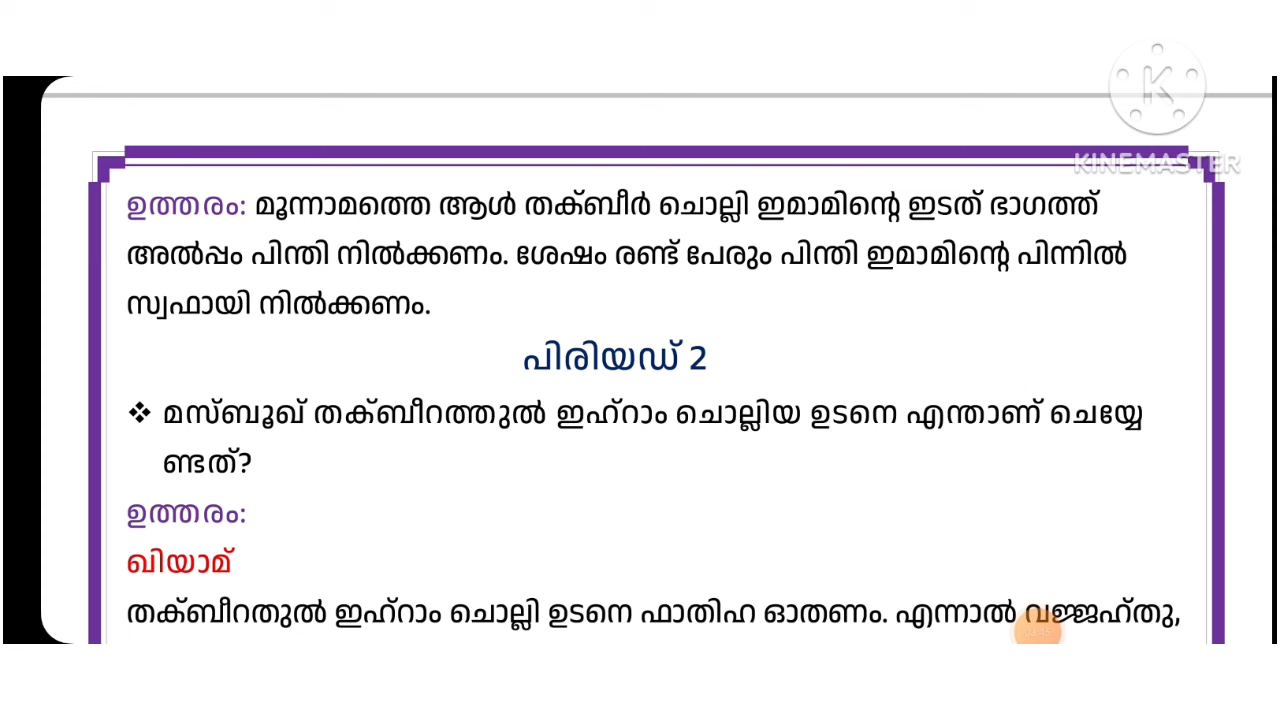 KINEMASTER
ഉത്തരം: മൂന്നാമത്തെ ആൾ തക്ബീർ ചൊല്ലി ഇമാമിന്റെ ഇടത് ഭാഗത്ത്
അൽപ്പം പിന്തി നിൽക്കണം. ശേഷം രണ്ട് പേരും പിന്തി ഇമാമിന്റെ പിന്നിൽ
സ്വഫായി നിൽക്കണം.
പിരിയഡ് 2
❖ മസ്ബൂഖ് തക്ബീറത്തുൽ ഇഹ്റാം ചൊല്ലിയ ഉടനെ എന്താണ് ചെയ്യേ
ണ്ടത്?
ഉത്തരം:
ഖിയാമ്
തക്ബീറതുൽ ഇഹ്റാം ചൊല്ലി ഉടനെ ഫാതിഹ ഓതണം. എന്നാൽ വജ്ജഹ്തു,